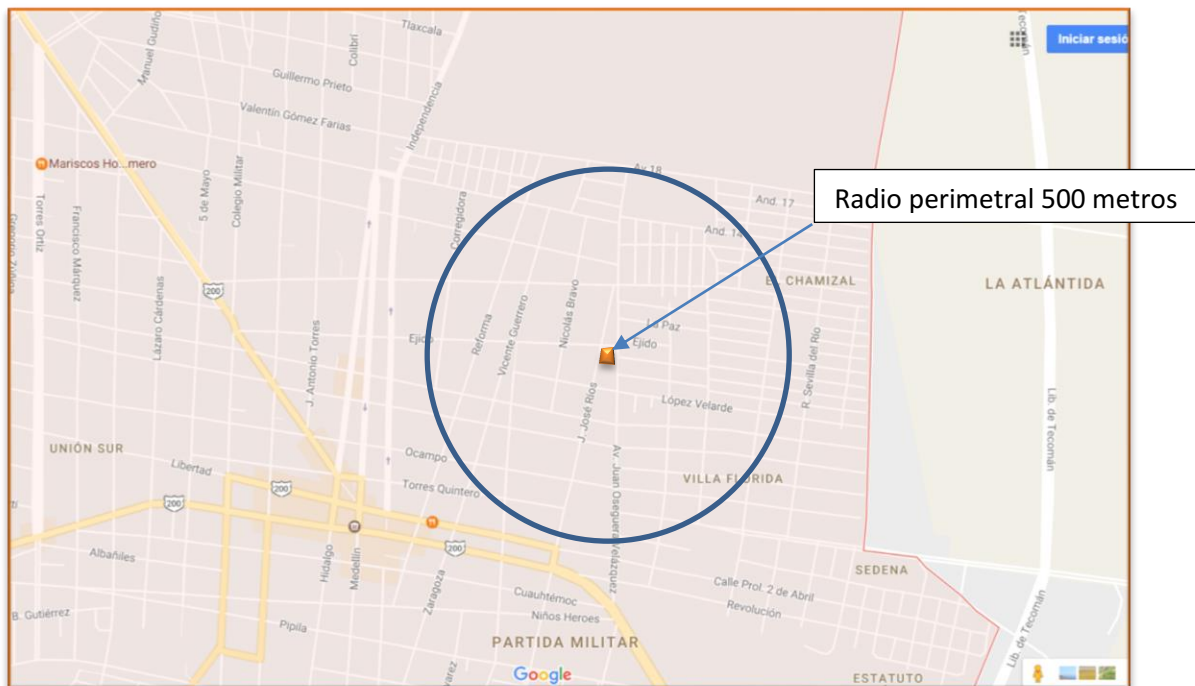 Tlaxcala
Manuel Gudiño
Colibrí
Iniciar sesió
Tecomán
Guillermo Prieto
Valentín Gómez Farias
Independencia
Mariscos Ho...mero
Av 18
And. 17
Radio perimetral 500 metros
And. 14
Torres Ortiz
Francisco Márquez
5 de Mayo
Colegio Militar
Corregidora
200
EL CHAMIZAL
LA ATLÁNTIDA
Lázaro Cárdenas
J. Antonio Torres
Ejido
Reforma
Vicente Guerrero
Nicolás Bravo
La Paz
Ejido
R. Sevilla del Río
López Velarde
J. José Ríos
Lib. de Tecomán
UNIÓN SUR
Libertad
Ocampo
Torres Quintero
VILLA FLORIDA
Av. Juan Oseguera Velázquez
200
200
200
Albañiles
Hidalgo
Medellín
Zaragoza
Cuauhtémoc
Niños Heroes
SEDENA
Calle Prol. 2 de Abril
Revolución
B. Gutiérrez
Pipila
PARTIDA MILITAR
Lib. de Tecomán
Google
ESTATUTO